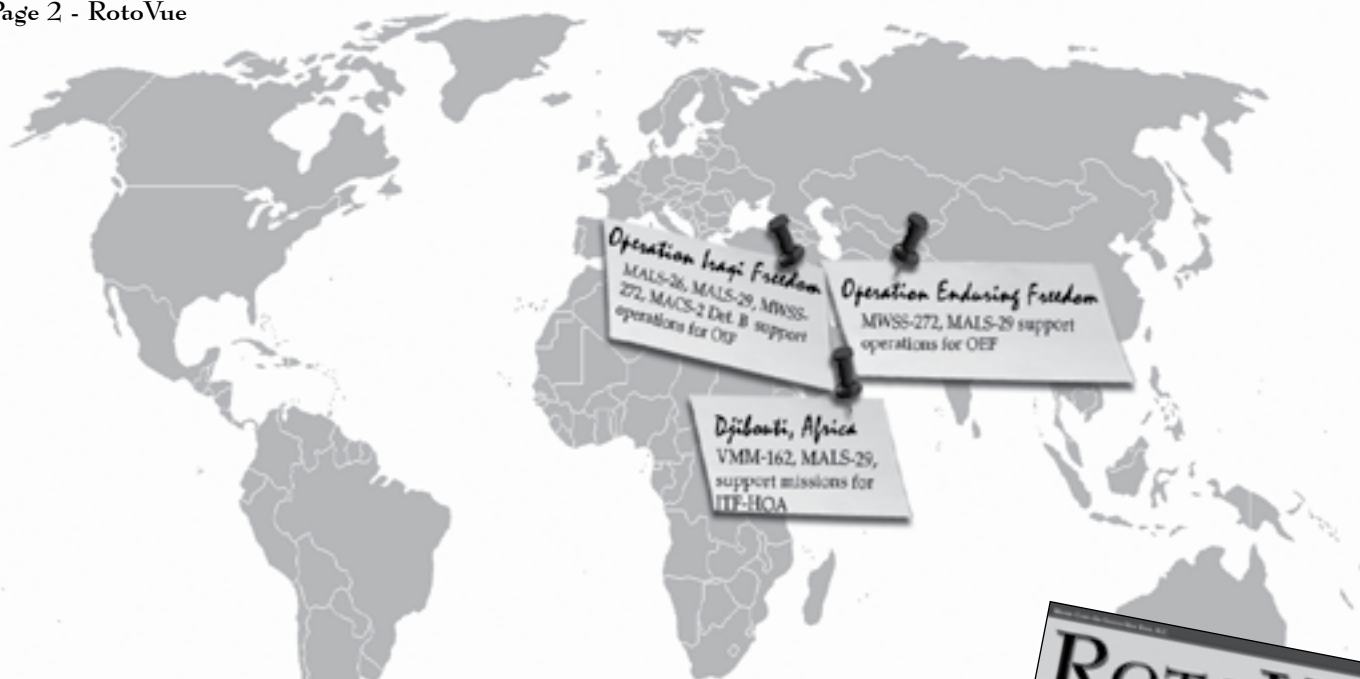 Page 2 - RotoVue
Operation Iraqi Freedom
MALS-26, MALS-29, MWSS-
272, MACS-2 Det. B support
operations for OIF
Operation Enduring Freedom
MWSS-272, MALS-29 support
operations for OEF
Djibouti, Africa
VMM-162, MALS-29,
support missions for
JTF-HOA